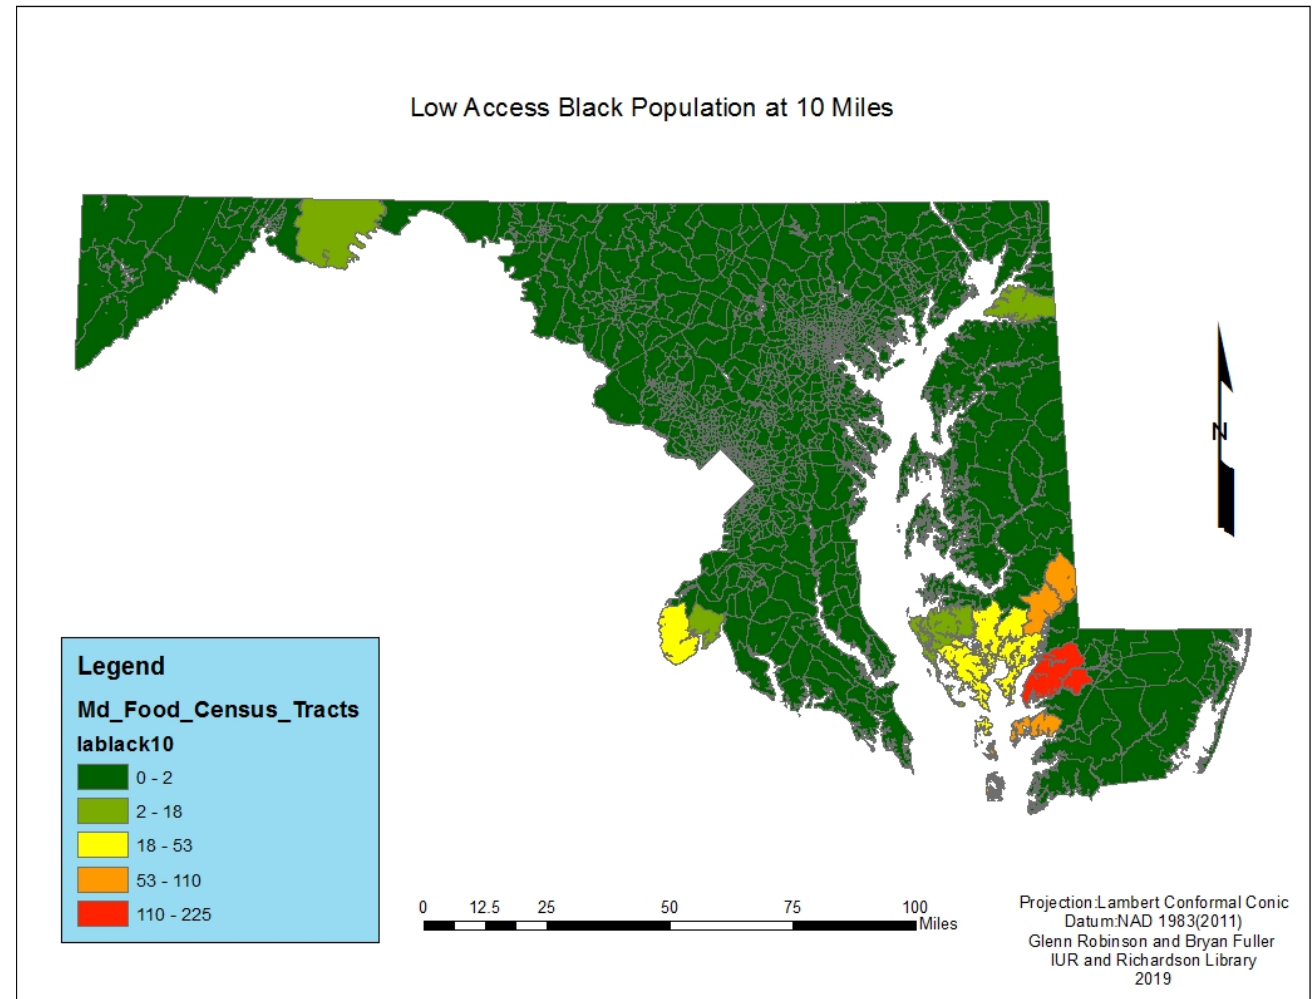 Low Access Black Population at 10 Miles
N
Legend
Md_Food_Census_Tracts
lablack10
0 - 2
2 - 18
18 - 53
53 - 110
110 - 225
0 12.5 25 50 75 100
Miles
Projection:Lambert Conformal Conic
Datum:NAD 1983(2011)
Glenn Robinson and Bryan Fuller
IUR and Richardson Library
2019